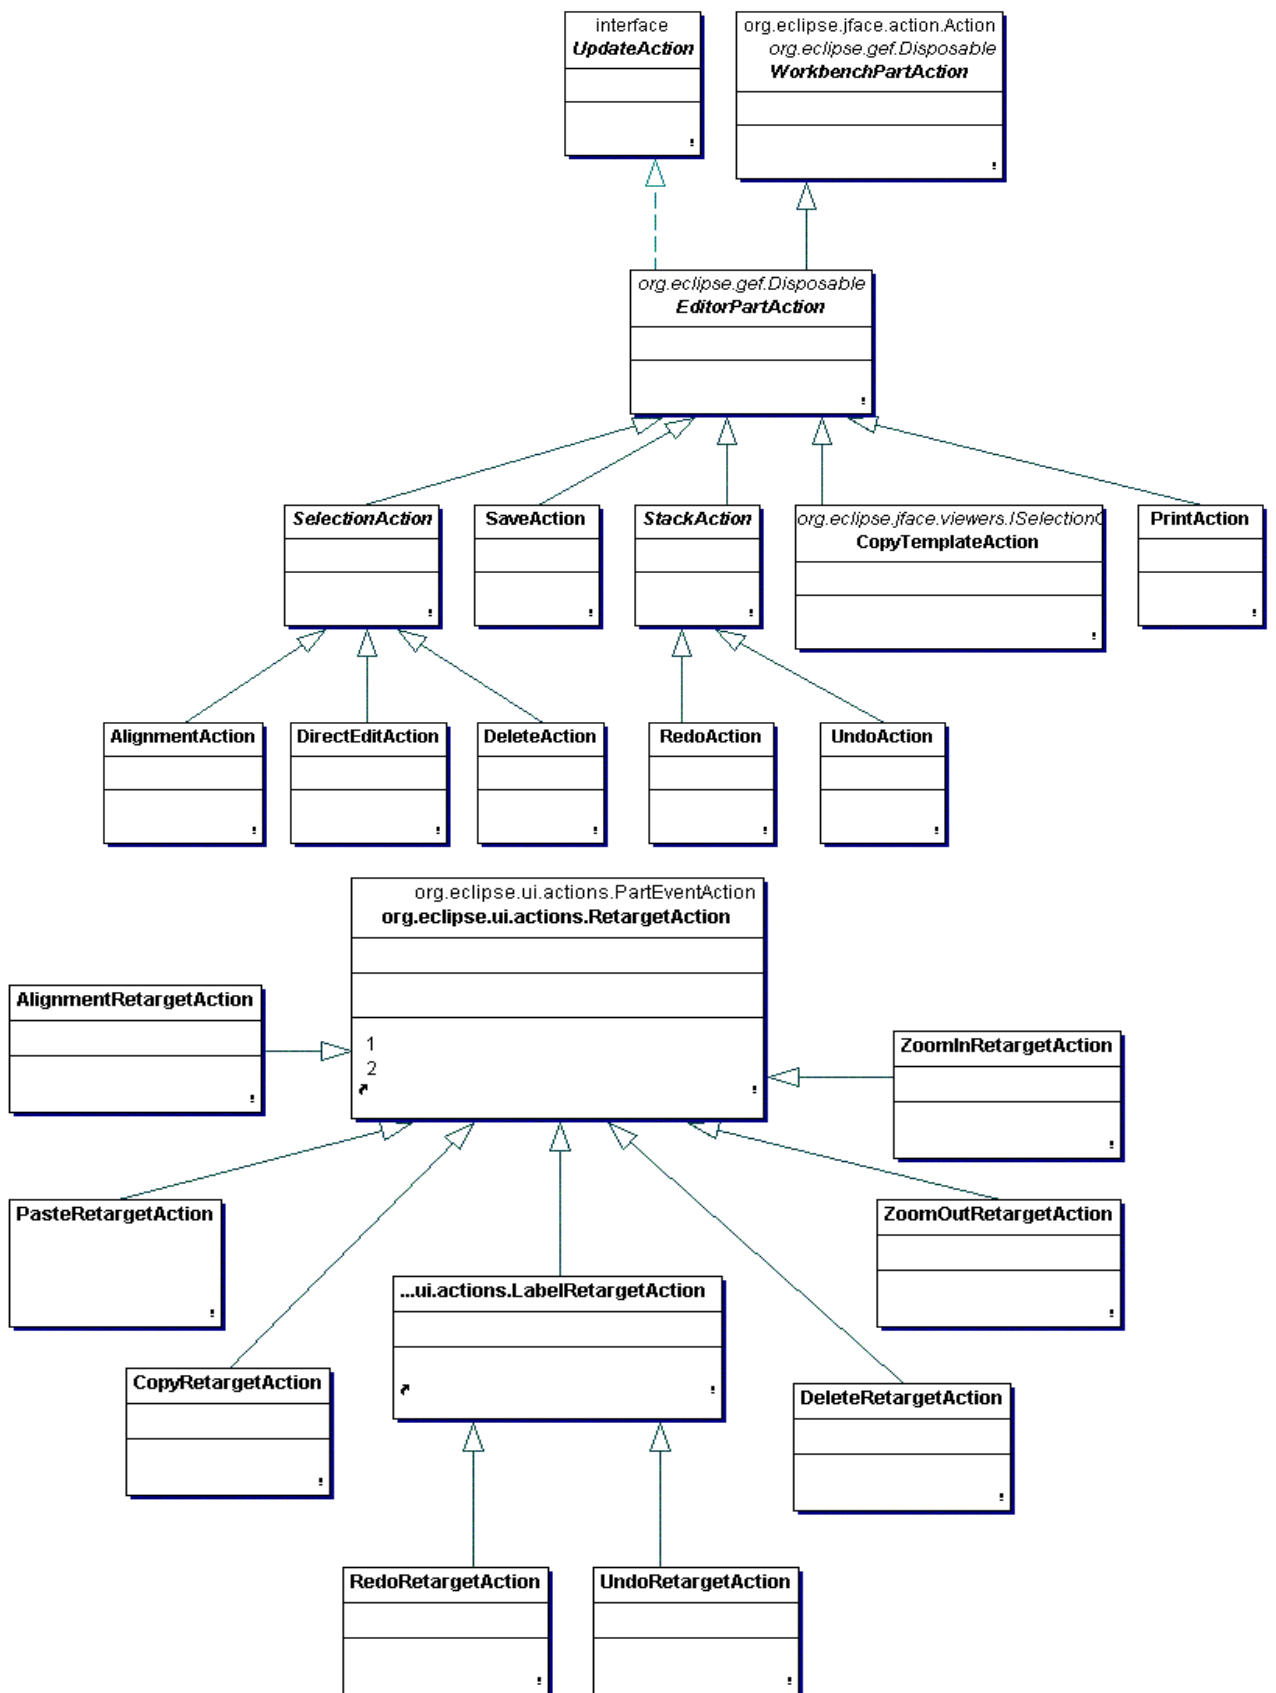 interface
UpdateAction
org.eclipse.jface.action.Action
org.eclipse.gef.Disposable
WorkbenchPartAction
org.eclipse.gef.Disposable
EditorPartAction
SelectionAction
SaveAction
StackAction
org.eclipse.jface.viewers.ISelection
CopyTemplateAction
PrintAction
AlignmentAction
DirectEditAction
DeleteAction
RedoAction
UndoAction
org.eclipse.ui.actions.PartEventAction
org.eclipse.ui.actions.RetargetAction
1
2
AlignmentRetargetAction
ZoomInRetargetAction
PasteRetargetAction
ZoomOutRetargetAction
...ui.actions.LabelRetargetAction
CopyRetargetAction
DeleteRetargetAction
RedoRetargetAction
UndoRetargetAction